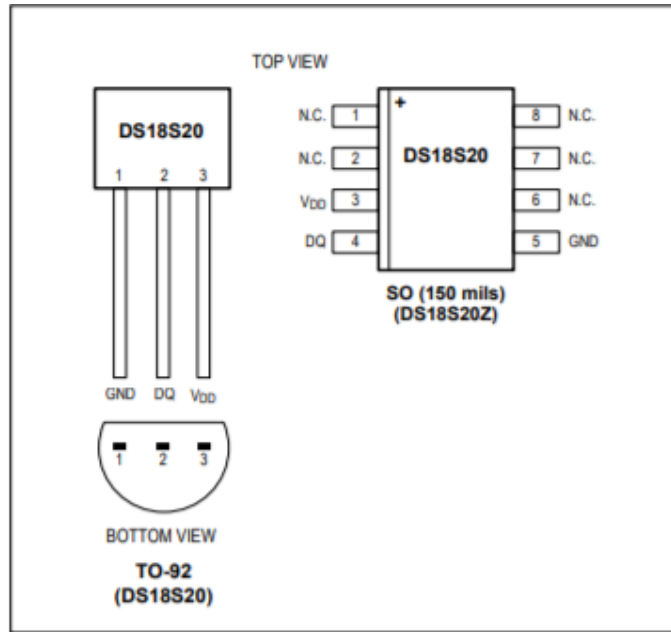 TOP VIEW
DS18S20
1 2 3
GND DQ VDD
1 2 3
BOTTOM VIEW
TO-92
(DS18S20)
+
DS18S20
N.C. 1 8 N.C.
N.C. 2 7 N.C.
VDD 3 6 N.C.
DQ 4 5 GND
SO (150 mils)
(DS18S20Z)